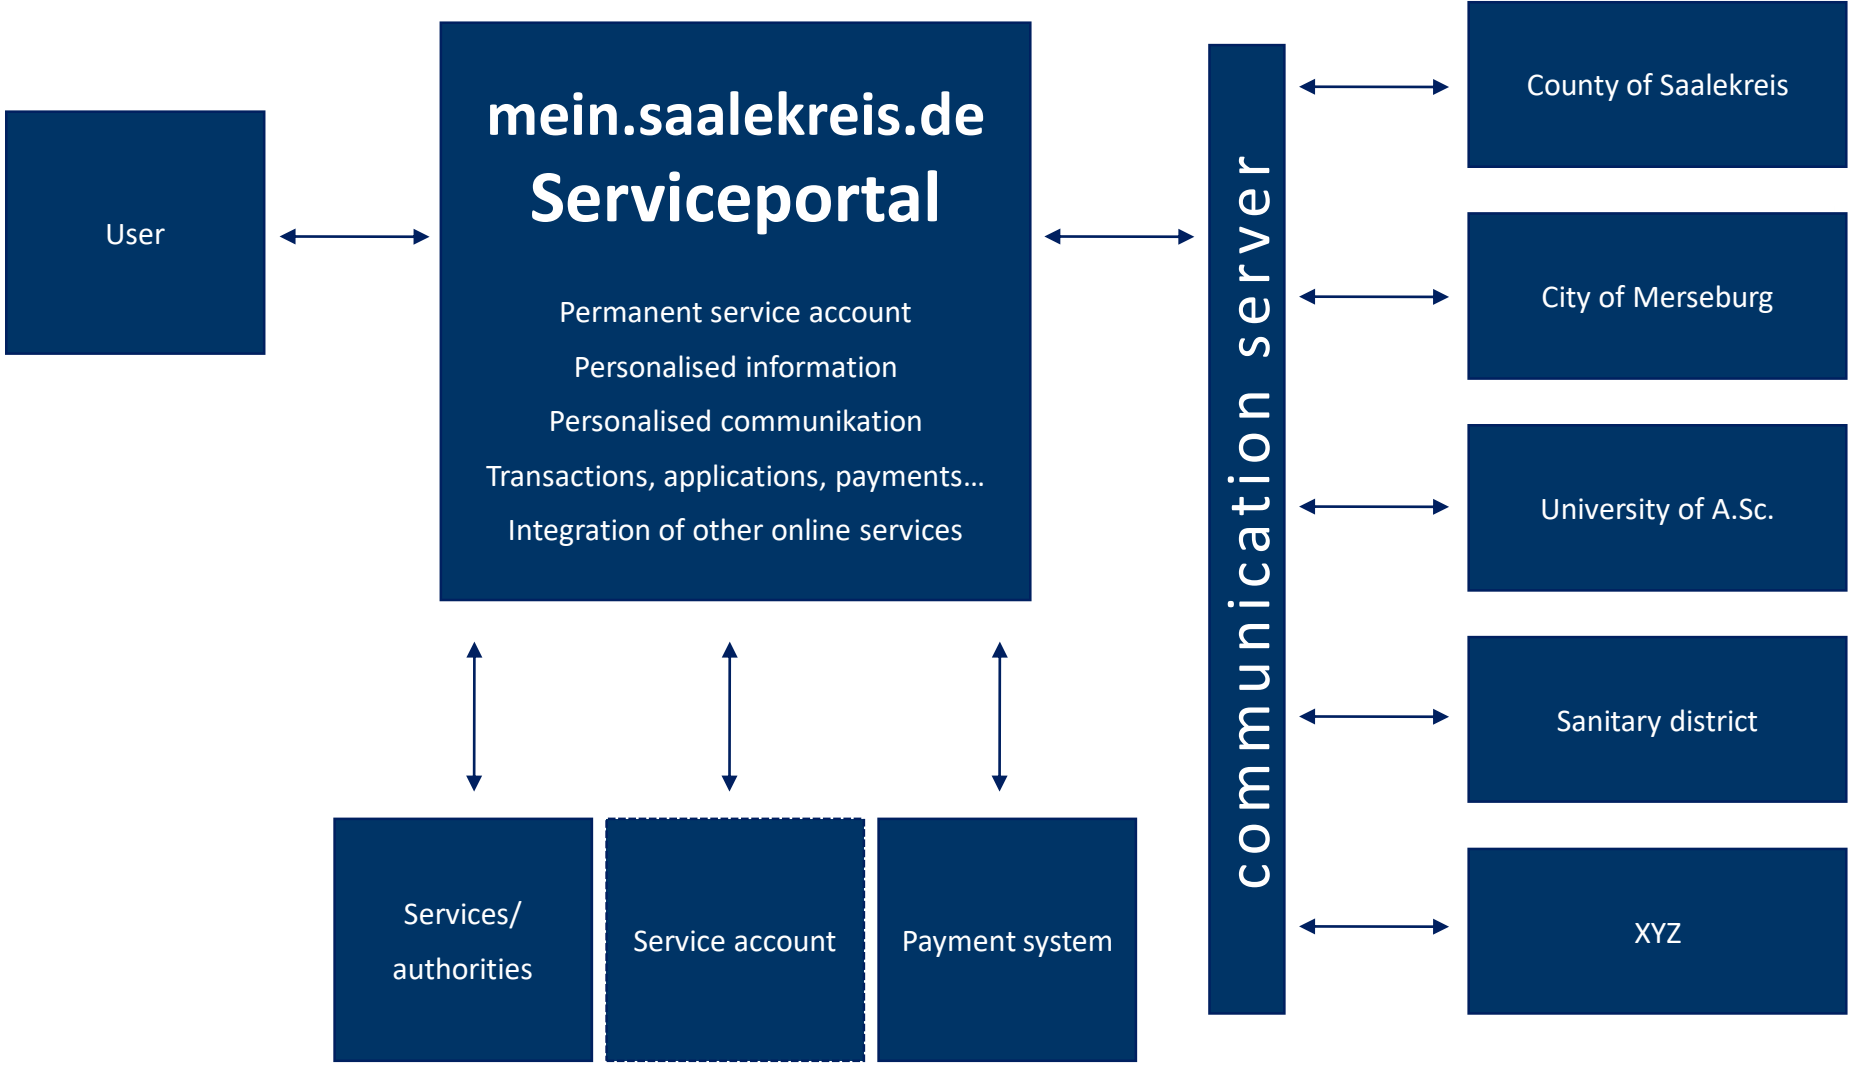 User
mein.saalekreis.de
Serviceportal
Permanent service account
Personalised information
Personalised communikation
Transactions, applications, payments...
Integration of other online services
Services/
authorities
Service account
Payment system
communication server
County of Saalekreis
City of Merseburg
University of A.Sc.
Sanitary district
XYZ